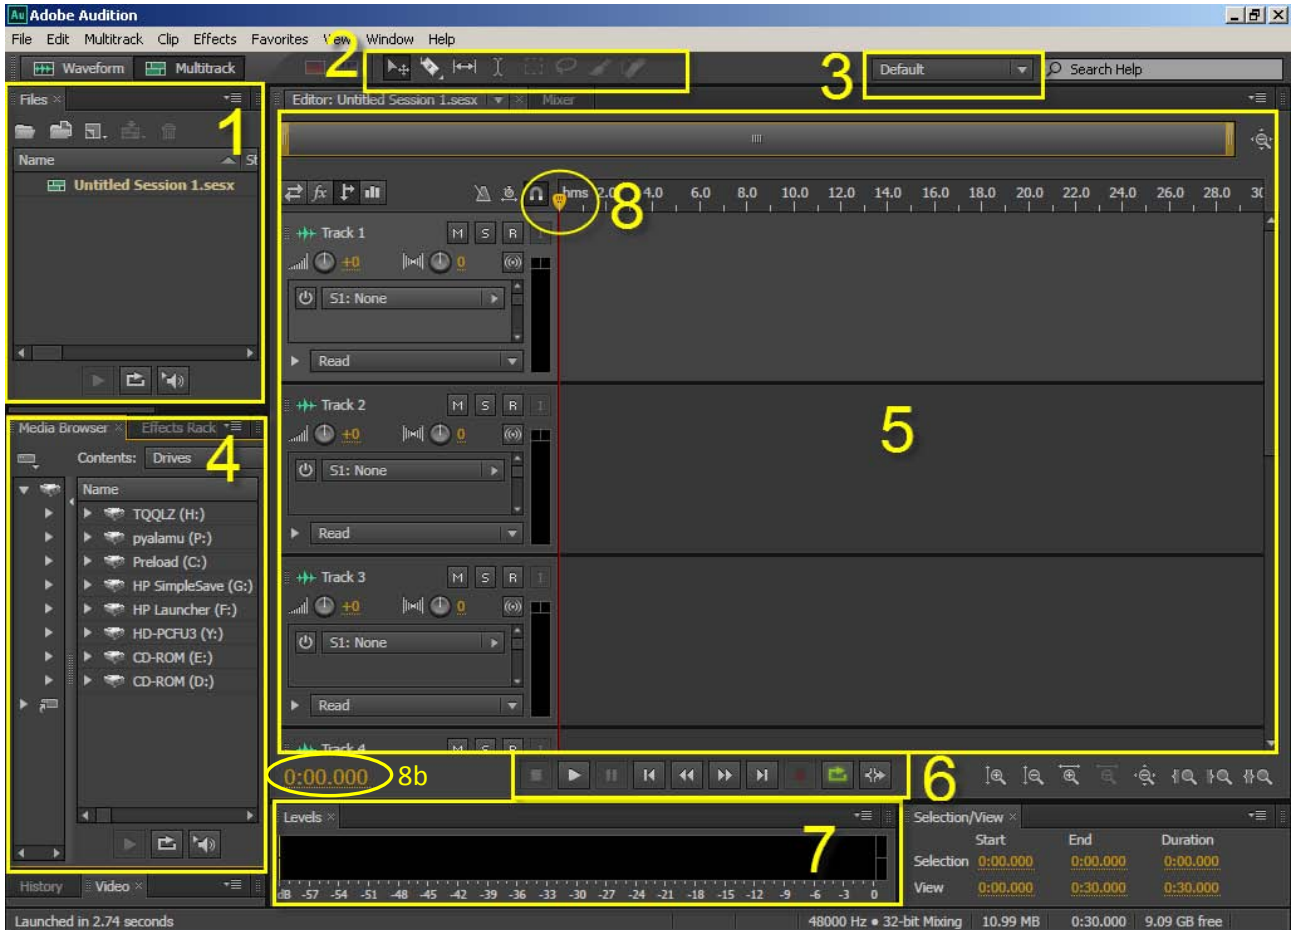 Au Adobe Audition
File Edit Multitrack Clip Effects Favorites View Window Help
Waveform Multitrack 2 3 Default Search Help
Files 1 Editor: Untitled Session 1.sesx Mixer
Name St
Untitled Session 1.sesx
fx hms 2.0 4.0 6.0 8.0 10.0 12.0 14.0 16.0 18.0 20.0 22.0 24.0 26.0 28.0 30
8
Track 1 M S R I
+0 0
S1: None
Read
Track 2 M S R I
+0 0
S1: None
Read
5
Track 3 M S R I
+0 0
S1: None
Read
Track 4 M S R I
Media Browser Effects Rack
Contents: Drives 4
Name
TQQLZ (H:)
pyalamu (P:)
Preload (C:)
HP SimpleSave (G:)
HP Launcher (F:)
HD-PCFU3 (Y:)
CD-ROM (E:)
CD-ROM (D:)
0:00.000 8b 6
Levels 7
dB -57 -54 -51 -48 -45 -42 -39 -36 -33 -30 -27 -24 -21 -18 -15 -12 -9 -6 -3 0
Selection/View
Start End Duration
Selection 0:00.000 0:00.000 0:00.000
View 0:00.000 0:30.000 0:30.000
History Video
Launched in 2.74 seconds 48000 Hz ● 32-bit Mixing 10.99 MB 0:30.000 9.09 GB free